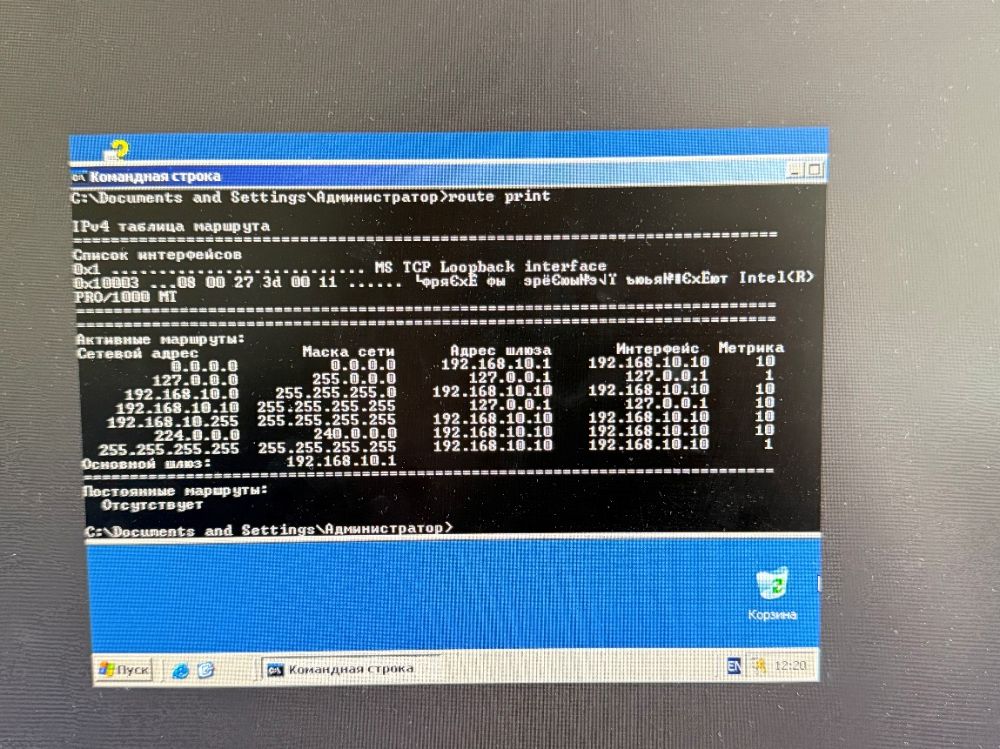 Командная строка
C:\Documents and Settings\Администратор>route print
IPv4 таблица маршрута
===========================================================================
Список интерфейсов
0x1 ........................... MS TCP Loopback interface
0x10003 ...08 00 27 3d 00 11 ...... Intel(R)
PRO/1000 MT
===========================================================================
===========================================================================
Активные маршруты:
Сетевой адрес Маска сети Адрес шлюза Интерфейс Метрика
0.0.0.0 0.0.0.0 192.168.10.1 192.168.10.10 10
127.0.0.0 255.0.0.0 127.0.0.1 127.0.0.1 1
192.168.10.0 255.255.255.0 192.168.10.10 192.168.10.10 10
192.168.10.10 255.255.255.255 127.0.0.1 127.0.0.1 10
192.168.10.255 255.255.255.255 192.168.10.10 192.168.10.10 10
224.0.0.0 240.0.0.0 192.168.10.10 192.168.10.10 10
255.255.255.255 255.255.255.255 192.168.10.10 192.168.10.10 1
Основной шлюз: 192.168.10.1
===========================================================================
Постоянные маршруты:
Отсутствует
C:\Documents and Settings\Администратор>
Корзина
Пуск Командная строка EN 12:20